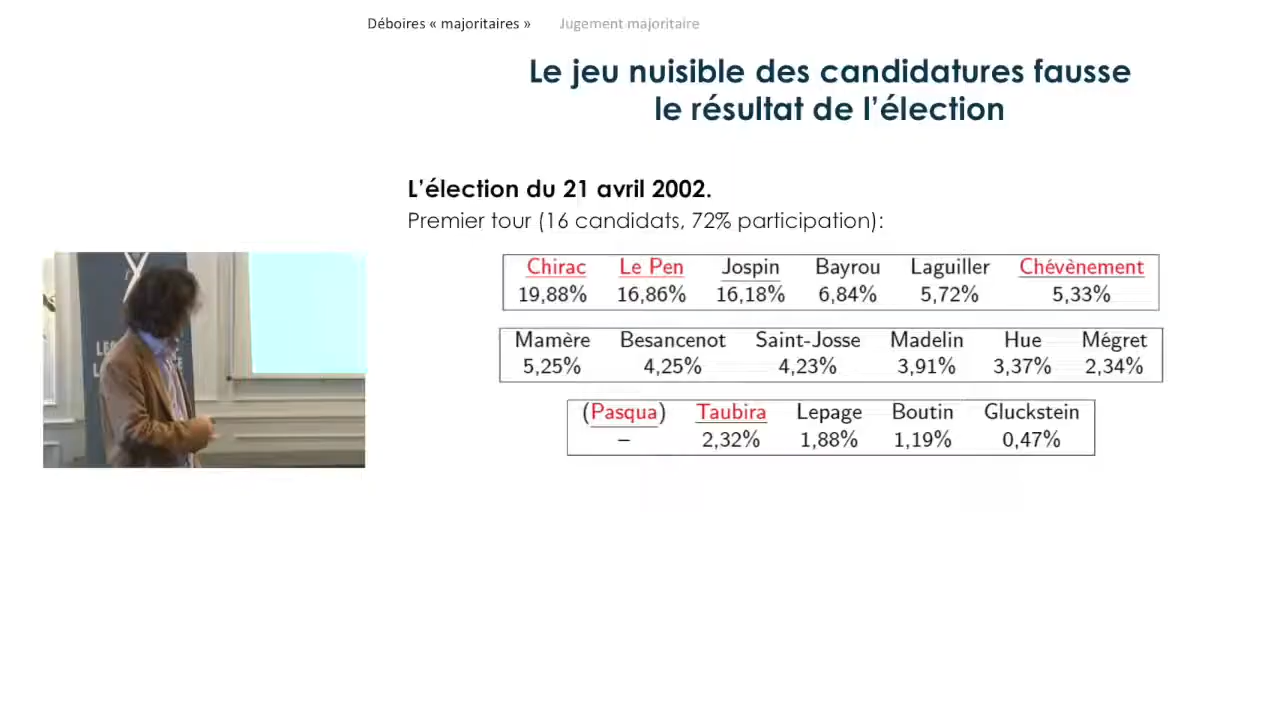 Déboires « majoritaires » Jugement majoritaire
Le jeu nuisible des candidatures fausse
le résultat de l'élection
L'élection du 21 avril 2002.
Premier tour (16 candidats, 72% participation):
Chirac Le Pen Jospin Bayrou Laguiller Chévènement
19,88% 16,86% 16,18% 6,84% 5,72% 5,33%
Mamère Besancenot Saint-Josse Madelin Hue Mégret
5,25% 4,25% 4,23% 3,91% 3,37% 2,34%
(Pasqua) Taubira Lepage Boutin Gluckstein
– 2,32% 1,88% 1,19% 0,47%